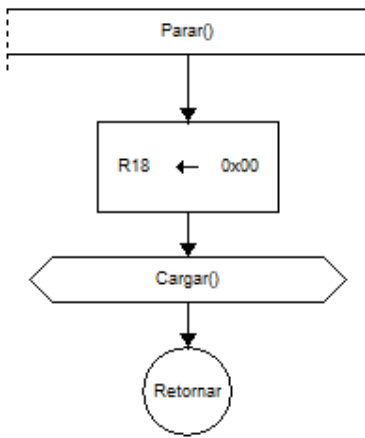 Parar()
R18 ← 0x00
Cargar()
Retornar